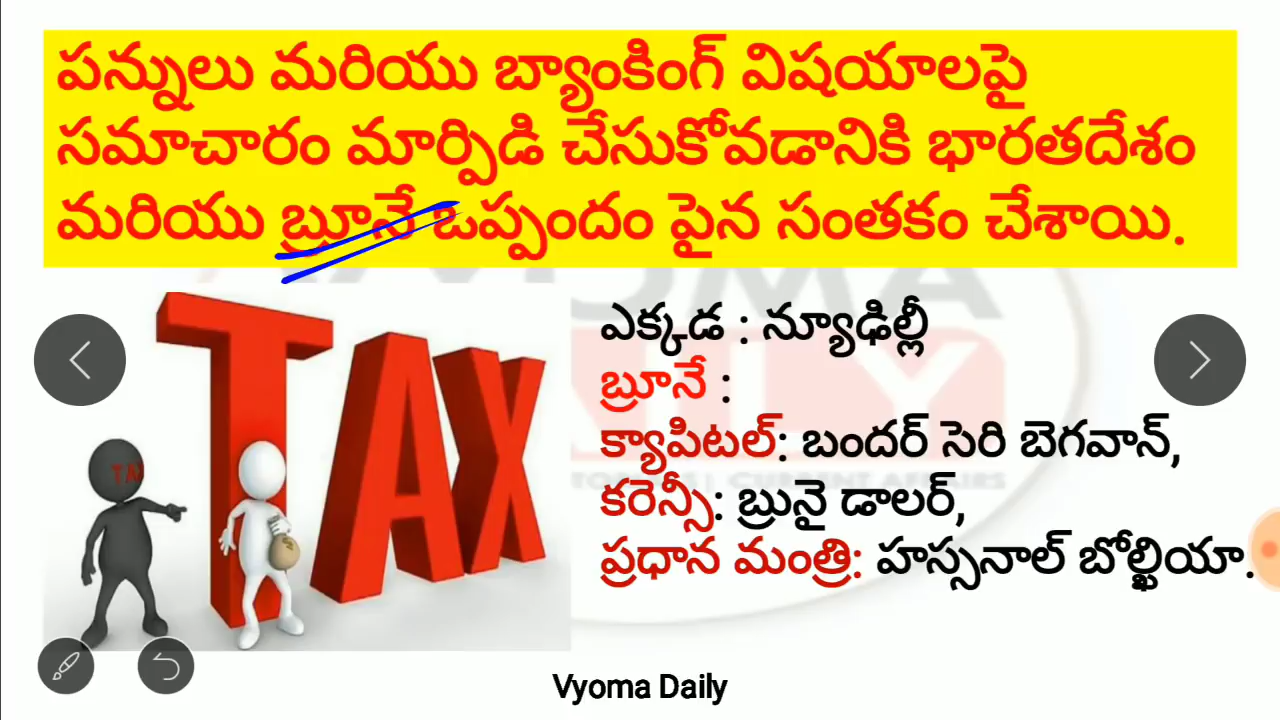 పన్నులు మరియు బ్యాంకింగ్ విషయాలపై
సమాచారం మార్పిడి చేసుకోవడానికి భారతదేశం
మరియు బ్రూనే ఒప్పందం పైన సంతకం చేశాయి.
ఎక్కడ : న్యూఢిల్లీ
బ్రూనే :
క్యాపిటల్: బందర్ సెరి బెగవాన్,
కరెన్సీ: బ్రునై డాలర్,
ప్రధాన మంత్రి: హస్సనాల్ బోల్ఖియా.
TAX
Vyoma Daily